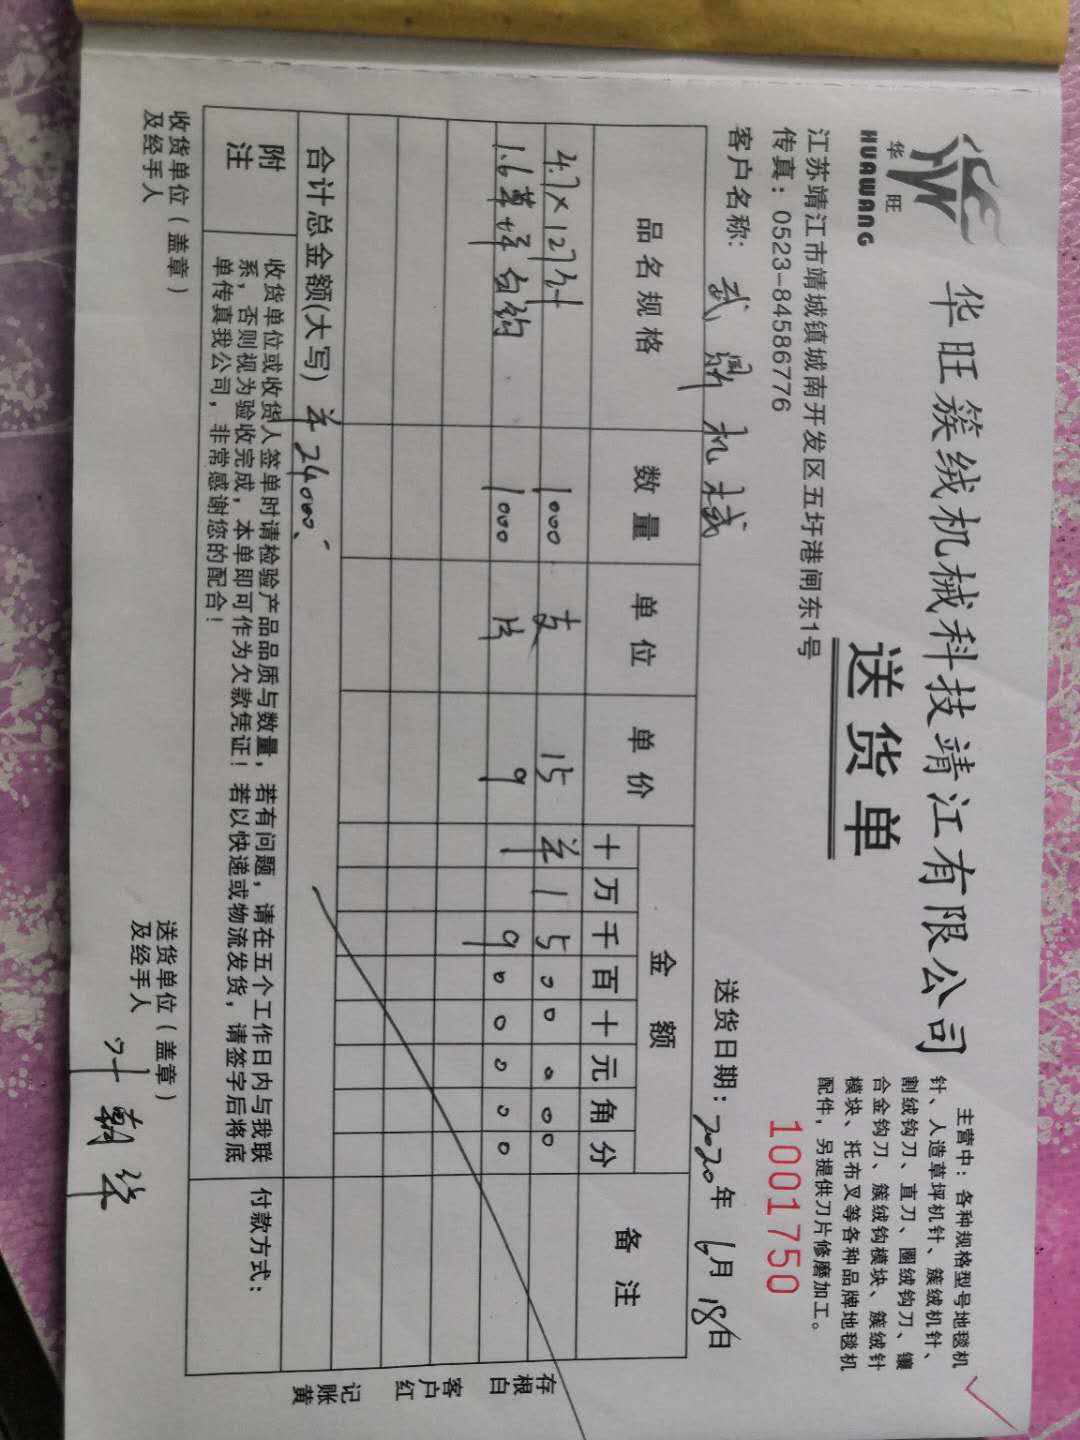 华旺
HUAWANG
华旺簇绒机械科技靖江有限公司
主营中：各种规格型号地毯机
针、人造草坪机针、簇绒机针、
割绒钩刀、直刀、圈绒钩刀、镶
合金钩刀、簇绒钩模块、簇绒针
模块、托布叉等各种品牌地毯机
配件，另提供刀片修磨加工。
江苏靖江市靖城镇城南开发区五圩港闸东1号
传真：0523-84586776
送货单
1001750
客户名称: 武鼎机械
送货日期: 2020年 6月 18日
品名规格 数量 单位 单价 金额 备注
十 万 千 百 十 元 角 分
4.7×127针 1000 支 15 ¥ 1 5 0 0 0 0 0
1.6草坪勾钩 1000 片 9 9 0 0 0 0 0
合计总金额(大写) ¥24000
附注
收货单位或收货人签单时请检验产品品质与数量，若有问题，请在五个工作日内与我联
系，否则视为验收完成，本单即可作为欠款凭证！若以快递或物流发货，请签字后将底
单传真我公司，非常感谢您的配合！
付款方式：
收货单位（盖章）
及经手人
送货单位（盖章）
及经手人 叶
存根白
客户红
记账黄